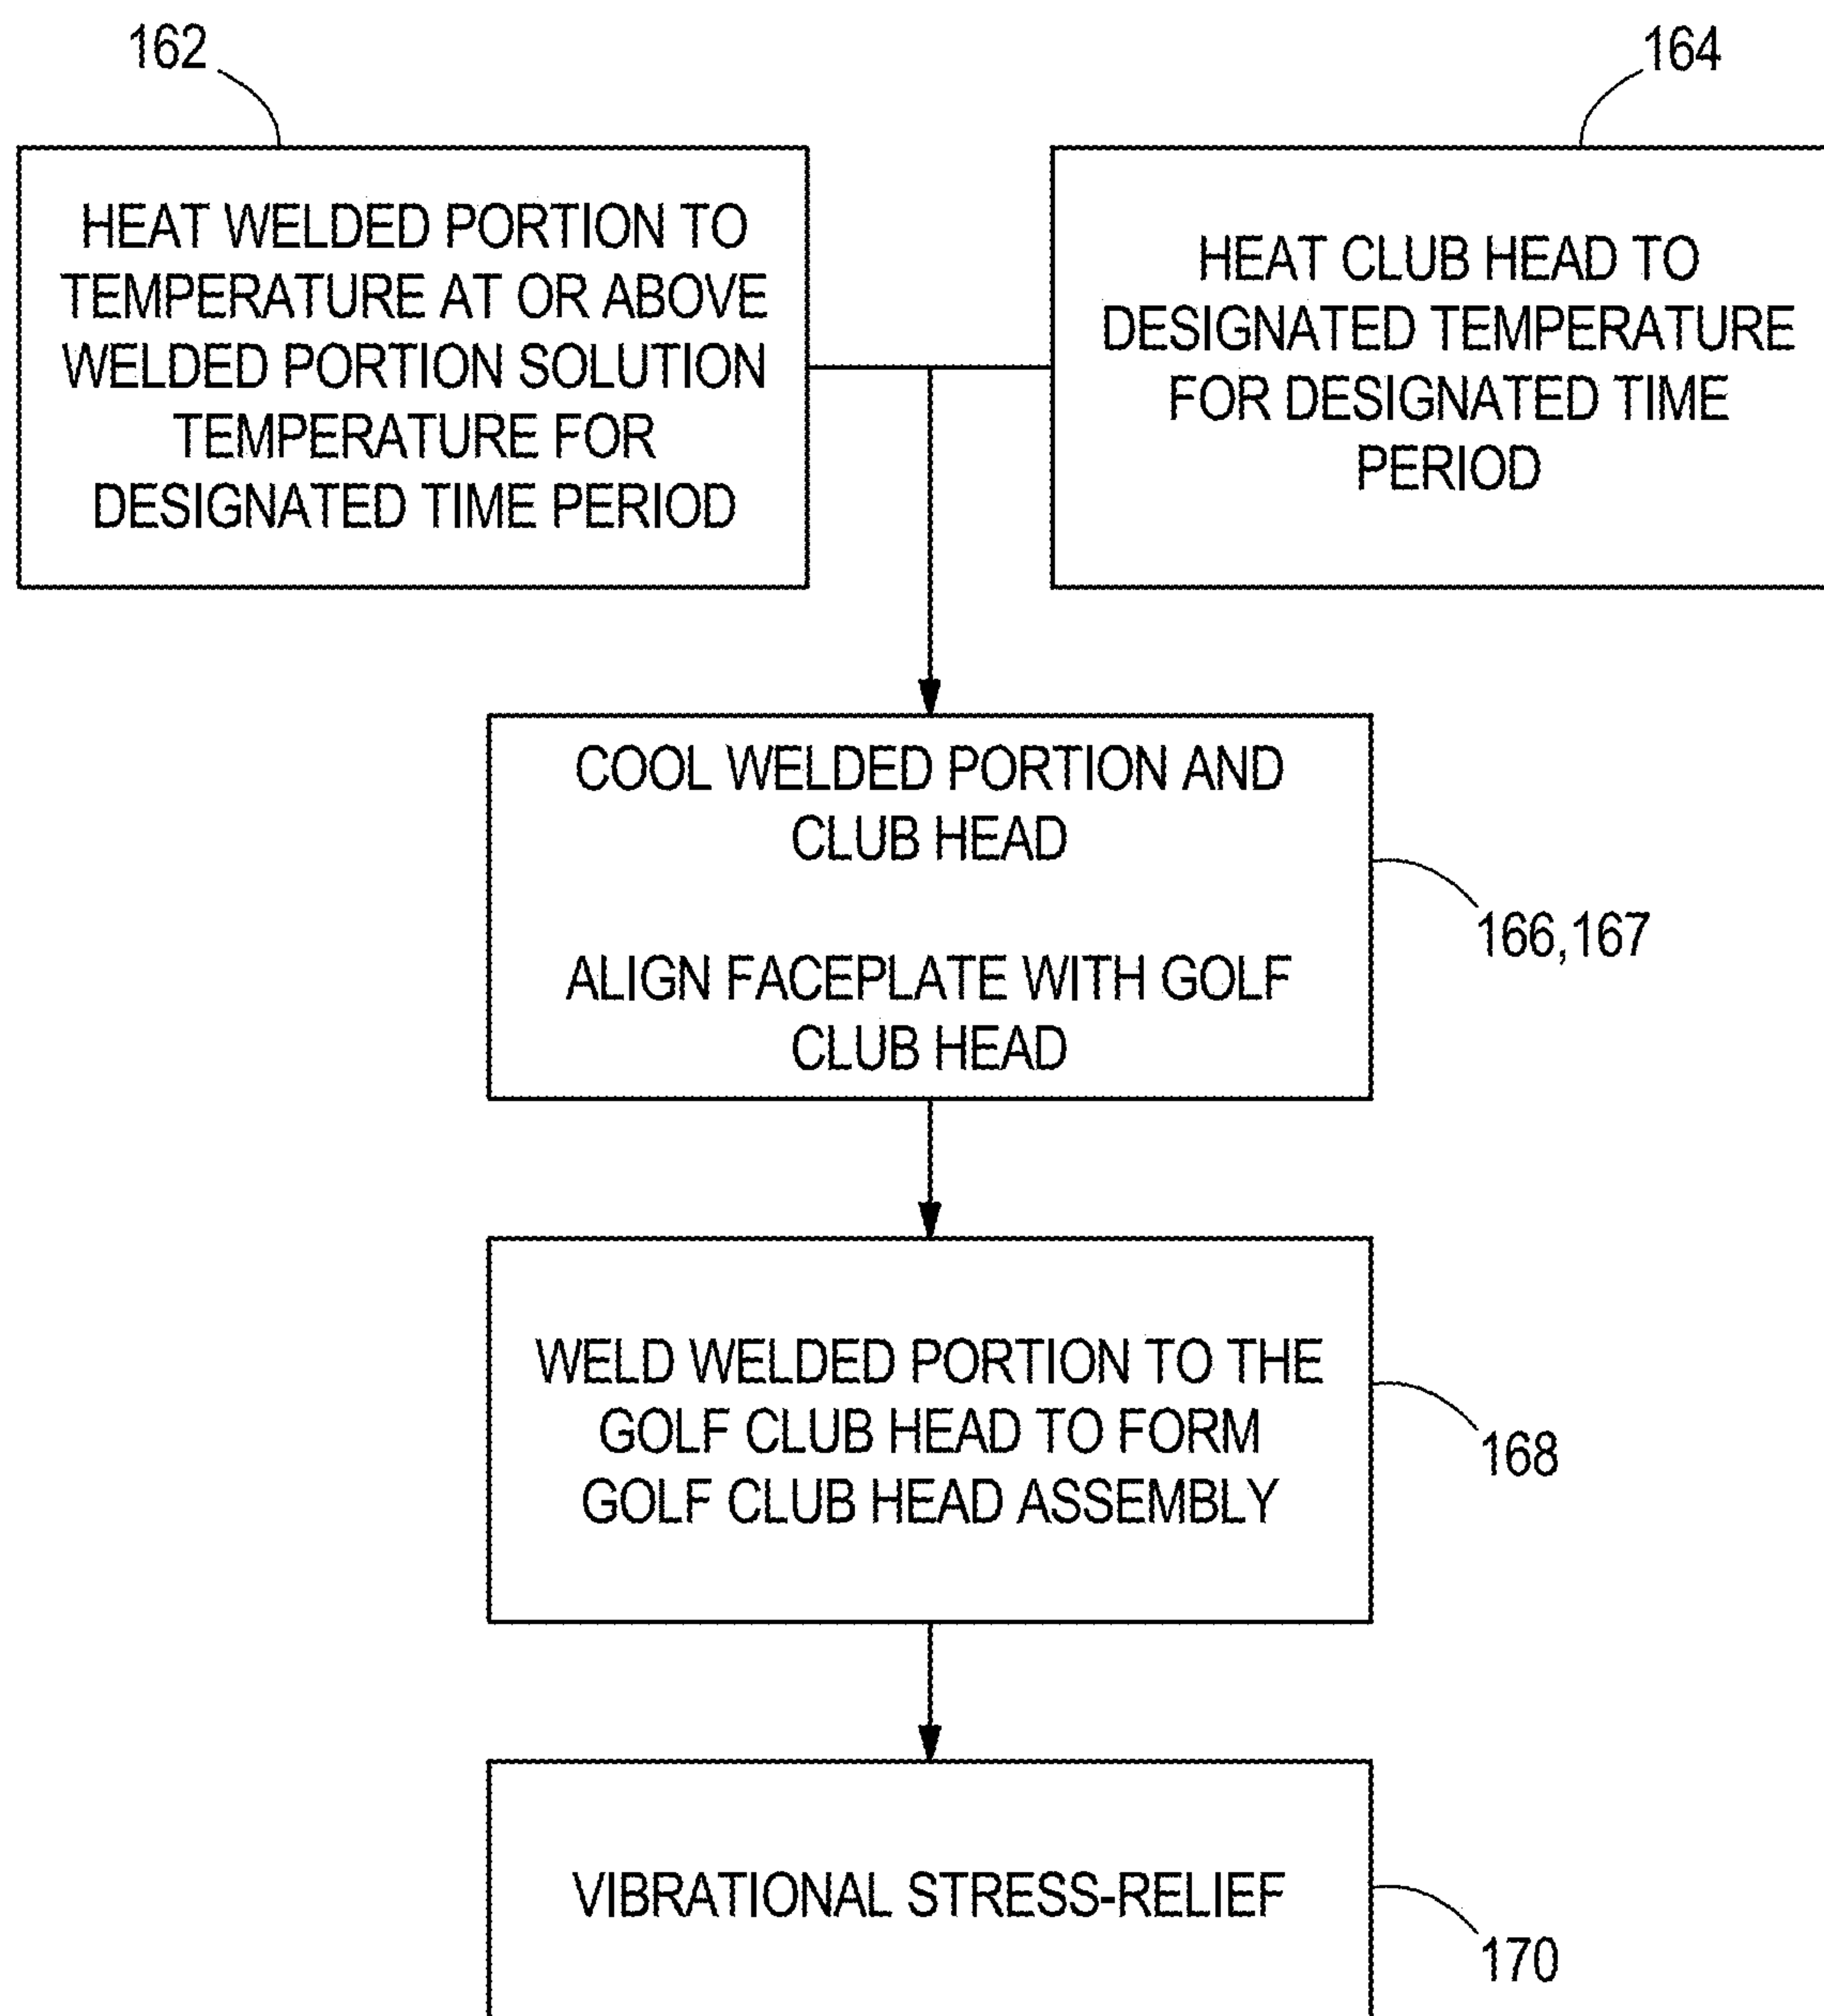 162
164
HEAT WELDED PORTION TO
TEMPERATURE AT OR ABOVE
WELDED PORTION SOLUTION
TEMPERATURE FOR
DESIGNATED TIME PERIOD
HEAT CLUB HEAD TO
DESIGNATED TEMPERATURE
FOR DESIGNATED TIME
PERIOD
COOL WELDED PORTION AND
CLUB HEAD
ALIGN FACEPLATE WITH GOLF
CLUB HEAD
166,167
WELD WELDED PORTION TO THE
GOLF CLUB HEAD TO FORM
GOLF CLUB HEAD ASSEMBLY
168
VIBRATIONAL STRESS-RELIEF
170